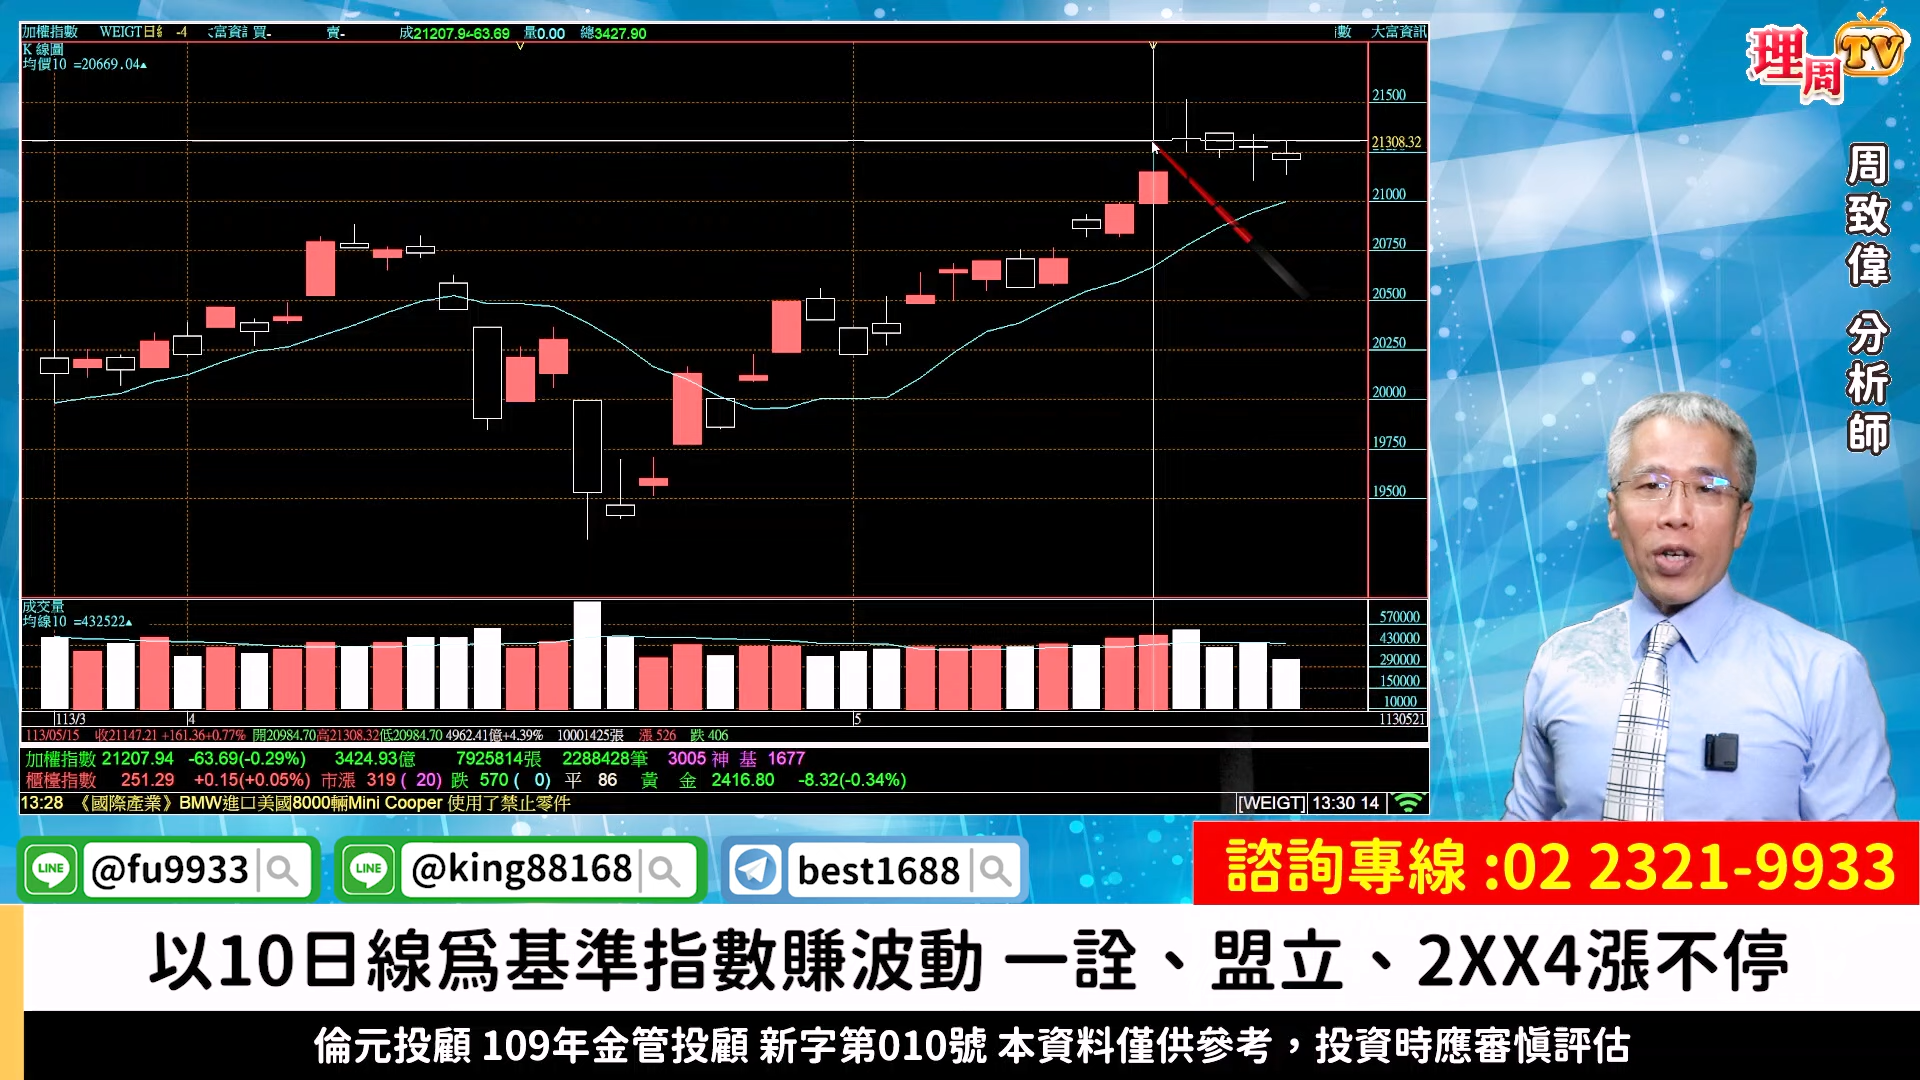 加權指數 WEIGT日線 -4 大富資訊 買- 賣- 成21207.94-63.69 量0.00 總3427.90 數 大富資訊
K 線圖
均價10 =20669.04▲
21500
21308.32
21000
20750
20500
20250
20000
19750
19500
成交量
均線10 =432522▲
570000
430000
290000
150000
10000
113/3 4 5 1130521
113/05/15 收21147.21 +161.36+0.77% 開20984.70高21308.32低20984.70 4962.41億+4.39% 10001425張 漲 526 跌 406
加權指數 21207.94 -63.69(-0.29%) 3424.93億 7925814張 2288428筆 3005 神 基 1677
櫃檯指數 251.29 +0.15(+0.05%) 市漲 319 ( 20) 跌 570 ( 0) 平 86 黃 金 2416.80 -8.32(-0.34%)
13:28 《國際產業》BMW進口美國8000輛Mini Cooper 使用了禁止零件 [WEIGT] 13:30 14
理周TV
周致偉 分析師
LINE @fu9933
LINE @king88168
best1688
諮詢專線 :02 2321-9933
以10日線為基準指數賺波動 一詮、盟立、2XX4漲不停
倫元投顧 109年金管投顧 新字第010號 本資料僅供參考，投資時應審慎評估